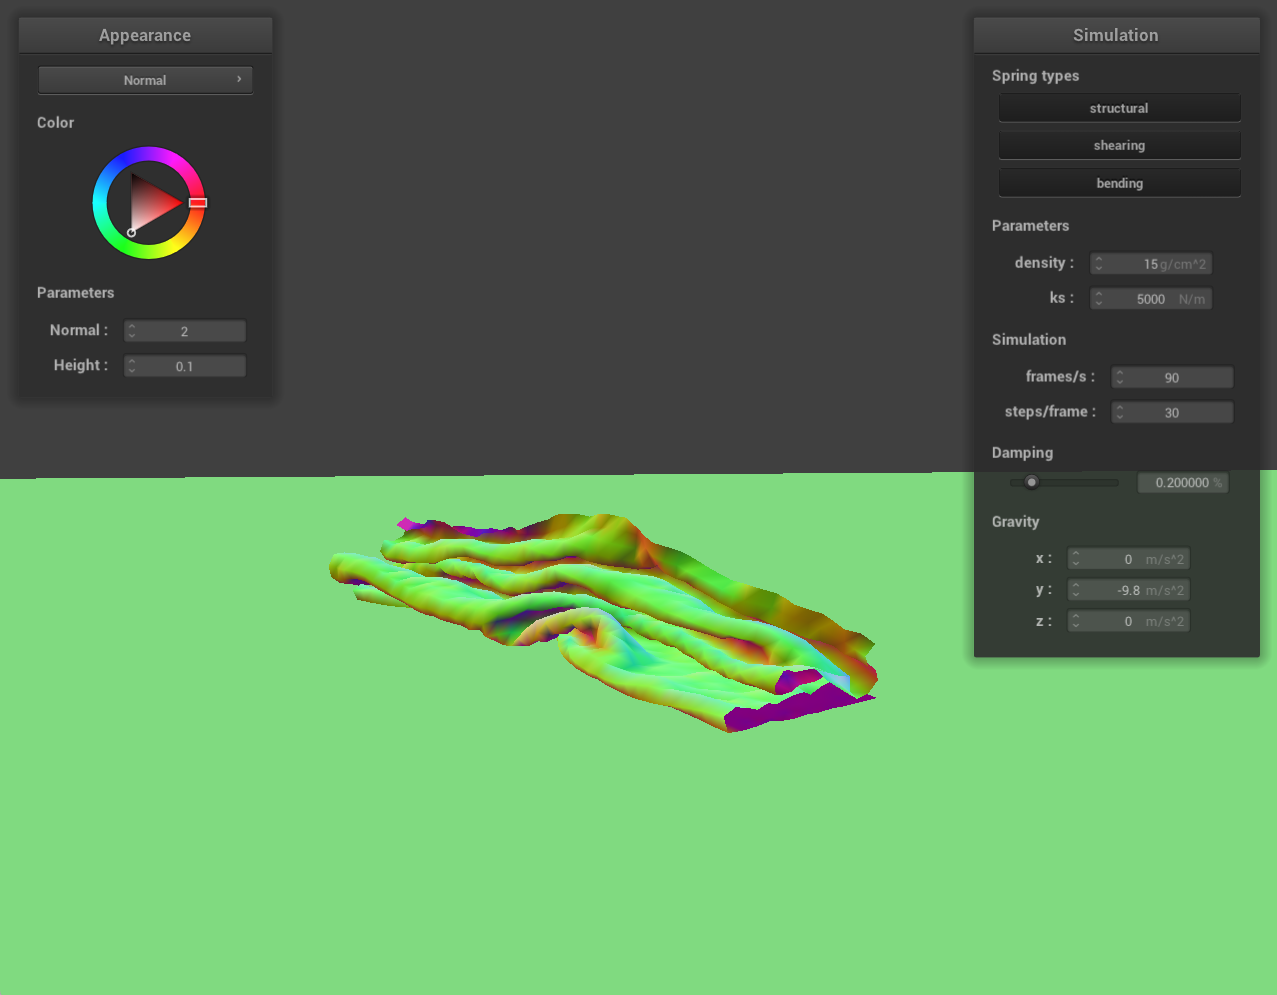 Appearance
Normal
Color
Parameters
Normal : 2
Height : 0.1
Simulation
Spring types
structural
shearing
bending
Parameters
density : 15 g/cm^2
ks : 5000 N/m
Simulation
frames/s : 90
steps/frame : 30
Damping
0.200000 %
Gravity
x : 0 m/s^2
y : -9.8 m/s^2
z : 0 m/s^2